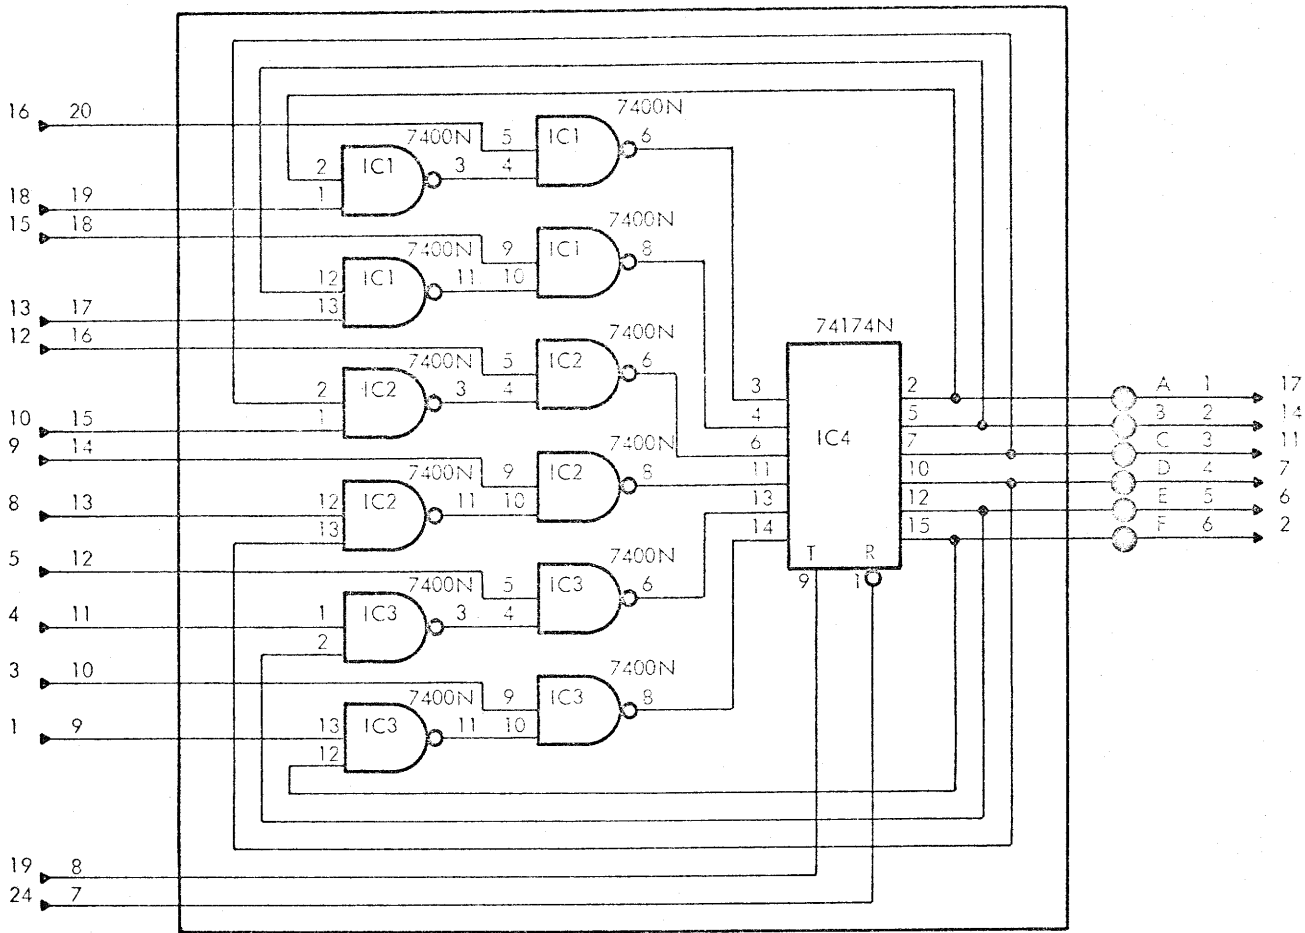 7400N
16 20
7400N 5 IC1 6
2 IC1 3 4
1
18 19
15 18
7400N
7400N 9 IC1 8
12 IC1 11 10
13
13 17
12 16
7400N
7400N 5 IC2 6
2 IC2 3 4
1
10 15
9 14
7400N
7400N 9 IC2 8
12 IC2 11 10
13
8 13
5 12
7400N
7400N 5 IC3 6
1 IC3 3 4
2
4 11
3 10
7400N
7400N 9 IC3 8
13 IC3 11 10
12
1 9
74174N
3 2
4 5
6 7
11 10
13 12
14 15
IC4
T R
9 1
A 1 17
B 2 14
C 3 11
D 4 7
E 5 6
F 6 2
19 8
24 7